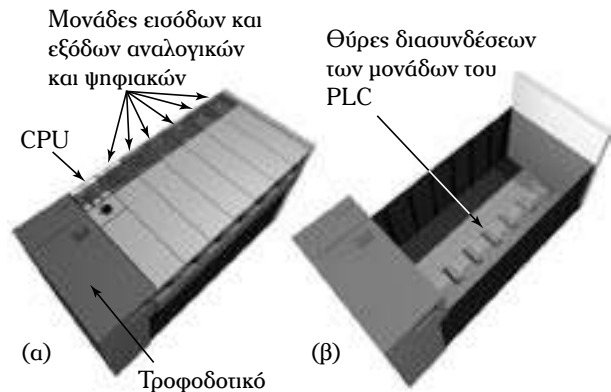 Μονάδες εισόδων και
εξόδων αναλογικών
και ψηφιακών
CPU
(α)
Τροφοδοτικό
Θύρες διασυνδέσεων
των μονάδων του
PLC
(β)